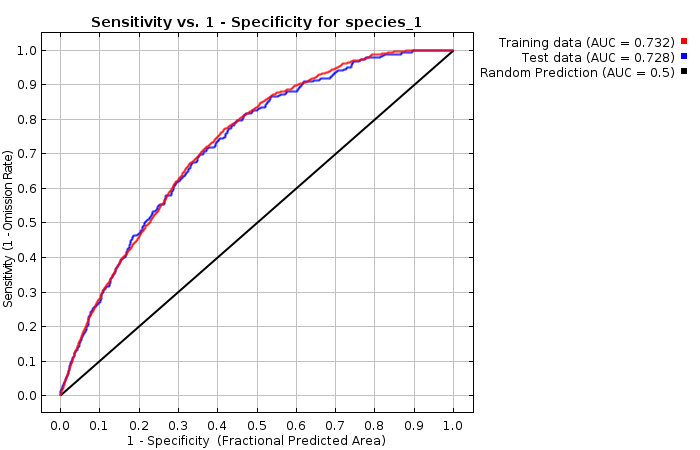 Sensitivity vs. 1 - Specificity for species_1
Training data (AUC = 0.732)
Test data (AUC = 0.728)
Random Prediction (AUC = 0.5)
Sensitivity (1 - Omission Rate)
1.0
0.9
0.8
0.7
0.6
0.5
0.4
0.3
0.2
0.1
0.0
0.0 0.1 0.2 0.3 0.4 0.5 0.6 0.7 0.8 0.9 1.0
1 - Specificity (Fractional Predicted Area)